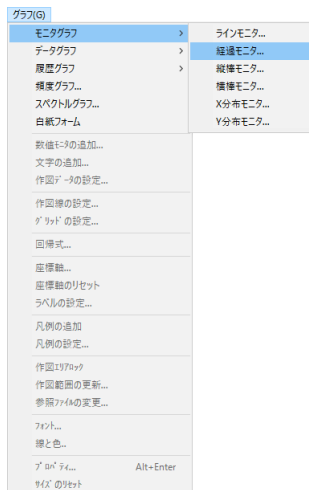 グラフ(G)
モニタグラフ >
データグラフ >
履歴グラフ >
頻度グラフ...
スペクトルグラフ...
白紙フォーム
数値ﾓﾆﾀの追加...
文字の追加...
作図ﾃﾞｰﾀの設定...
作図線の設定...
ｸﾞﾘｯﾄﾞの設定...
回帰式...
座標軸...
座標軸のリセット
ラベルの設定...
凡例の追加
凡例の設定...
作図ｴﾘｱﾛｯｸ
作図範囲の更新...
参照ﾌｧｲﾙの変更...
ﾌｫﾝﾄ...
線と色..
ﾌﾟﾛﾊﾟﾃｨ... Alt+Enter
ｻｲｽﾞのﾘｾｯﾄ
ラインモニタ...
経過モニタ...
縦棒モニタ...
横棒モニタ...
X分布モニタ...
Y分布モニタ...